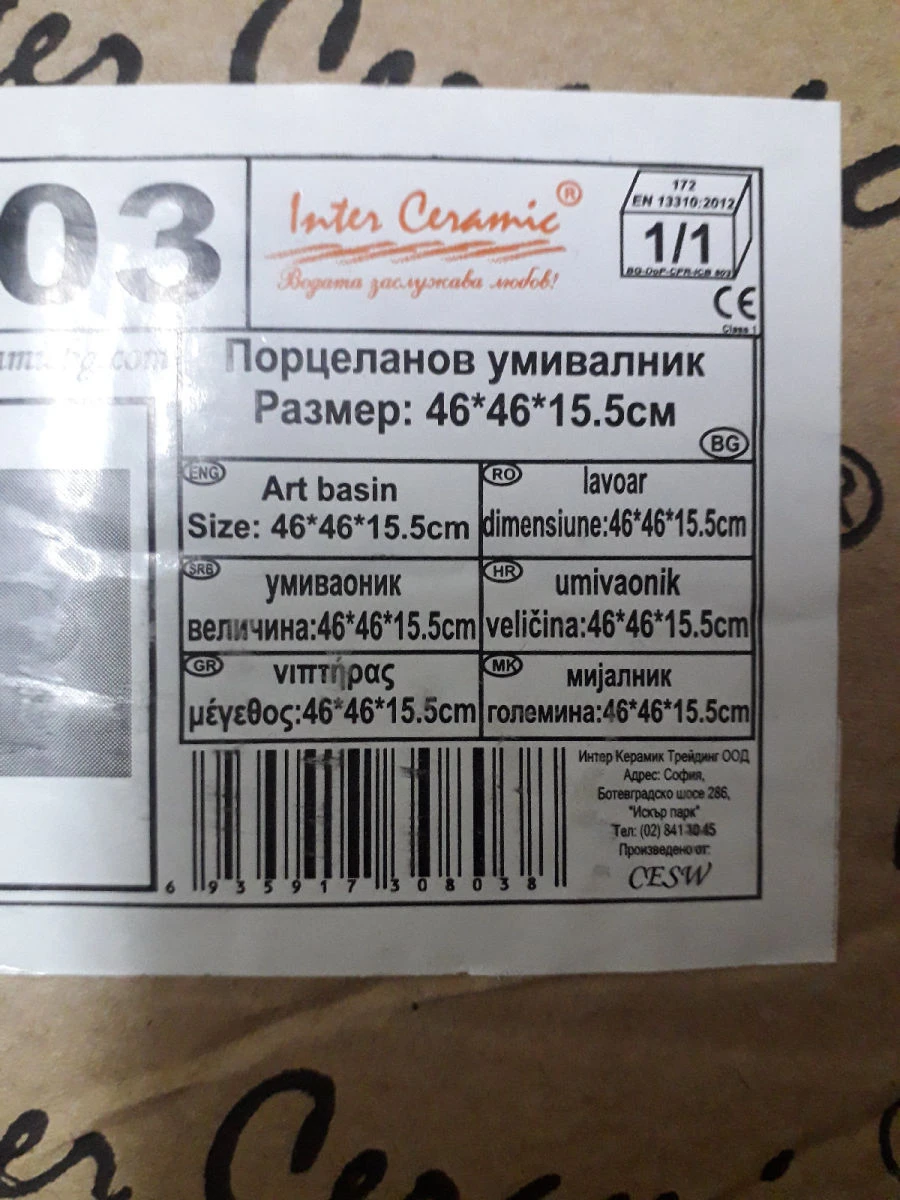 03
Inter Ceramic®
Водата заслужава любов!
172
EN 13310:2012
1/1
CE
Class 1
Порцеланов умивалник
Размер: 46*46*15.5см
BG
ENG
Art basin
Size: 46*46*15.5cm
RO
lavoar
dimensiune:46*46*15.5cm
SRB
умиваоник
величина:46*46*15.5cm
HR
umivaonik
veličina:46*46*15.5cm
GR
νιπτήρας
μέγεθος:46*46*15.5cm
MK
мијалник
големина:46*46*15.5cm
6 935917 308038
Интер Керамик Трейдинг ООД
Адрес: София,
Ботевградско шосе 286,
"Искър парк"
Тел: (02) 841 30 45
Произведено от:
CESW